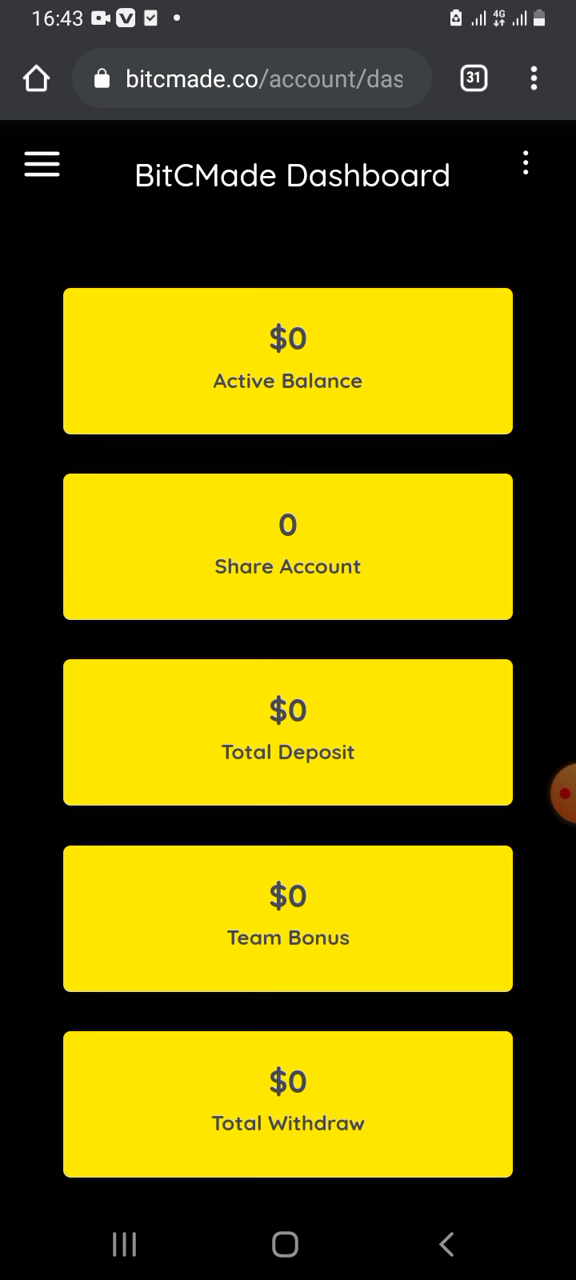 16:43
4G
bitcmade.co/account/das
31
BitCMade Dashboard
$0
Active Balance
0
Share Account
$0
Total Deposit
$0
Team Bonus
$0
Total Withdraw